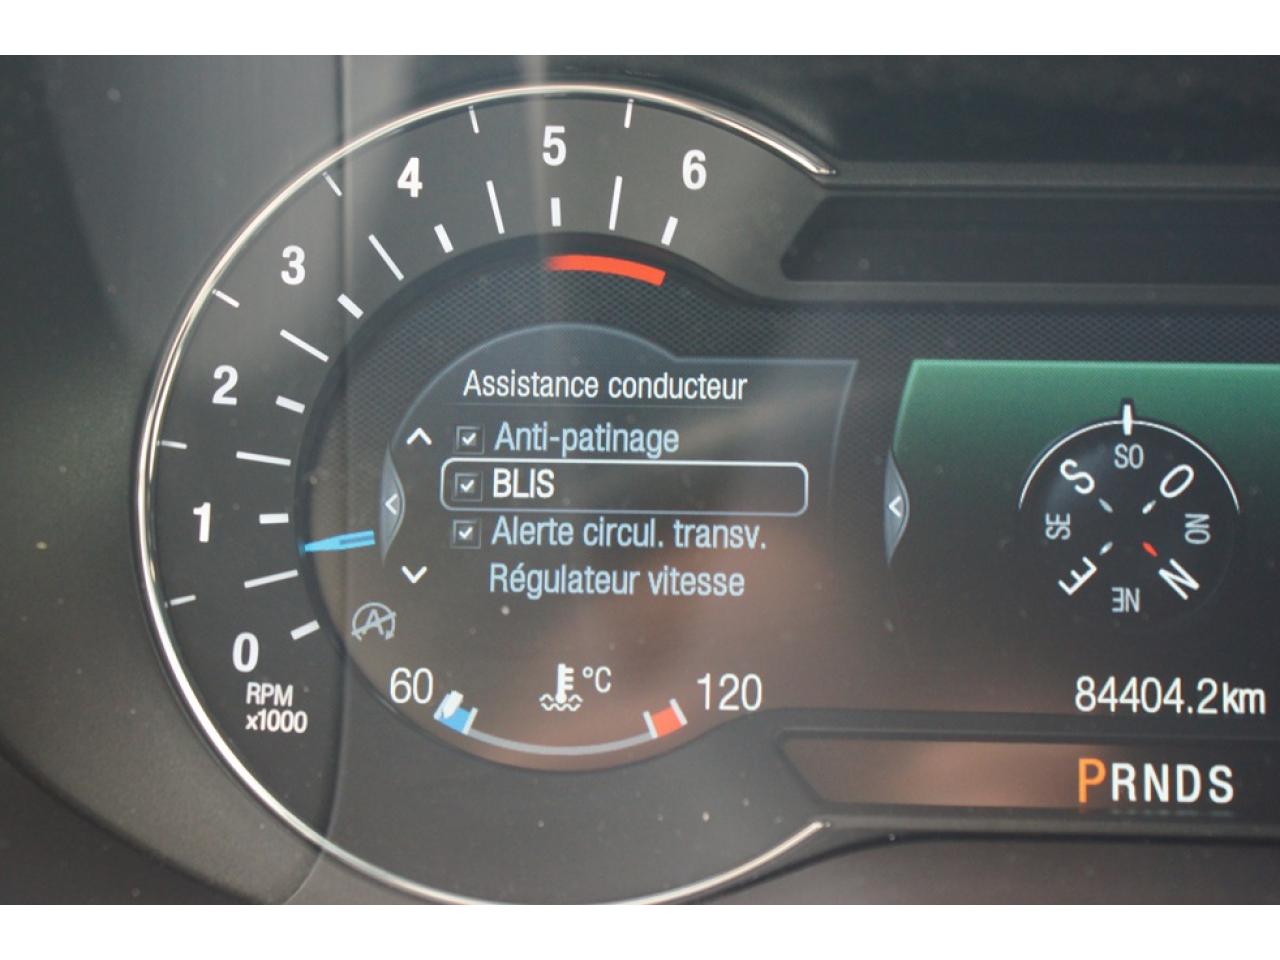 0
1
2
3
4
5
6
RPM
x1000
Assistance conducteur
Anti-patinage
BLIS
Alerte circul. transv.
Régulateur vitesse
A
60
°C
120
SO
S
O
SE
NO
E
N
NE
84404.2km
PRNDS